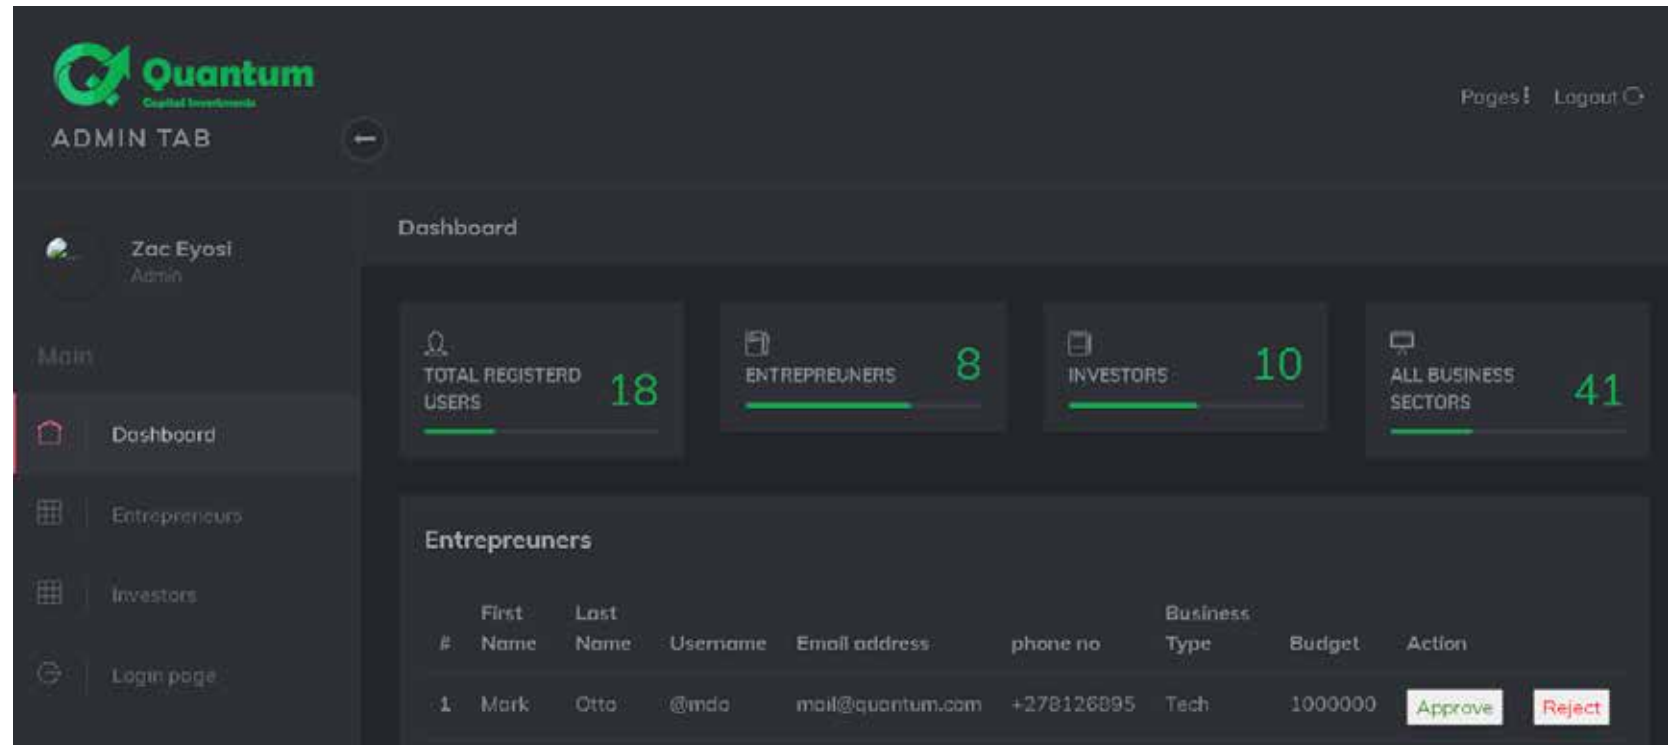 Quantum
Capital Investments
ADMIN TAB
Pages Logout
Zac Eyosi
Admin
Main
Dashboard
Entrepreneurs
Investors
Login page
Dashboard
TOTAL REGISTERD
USERS
18
ENTREPREUNERS
8
INVESTORS
10
ALL BUSINESS
SECTORS
41
Entrepreuners
# First Name Last Name Username Email address phone no Business Type Budget Action
1 Mark Otto @mdo mail@quantum.com +278126895 Tech 1000000 Approve Reject